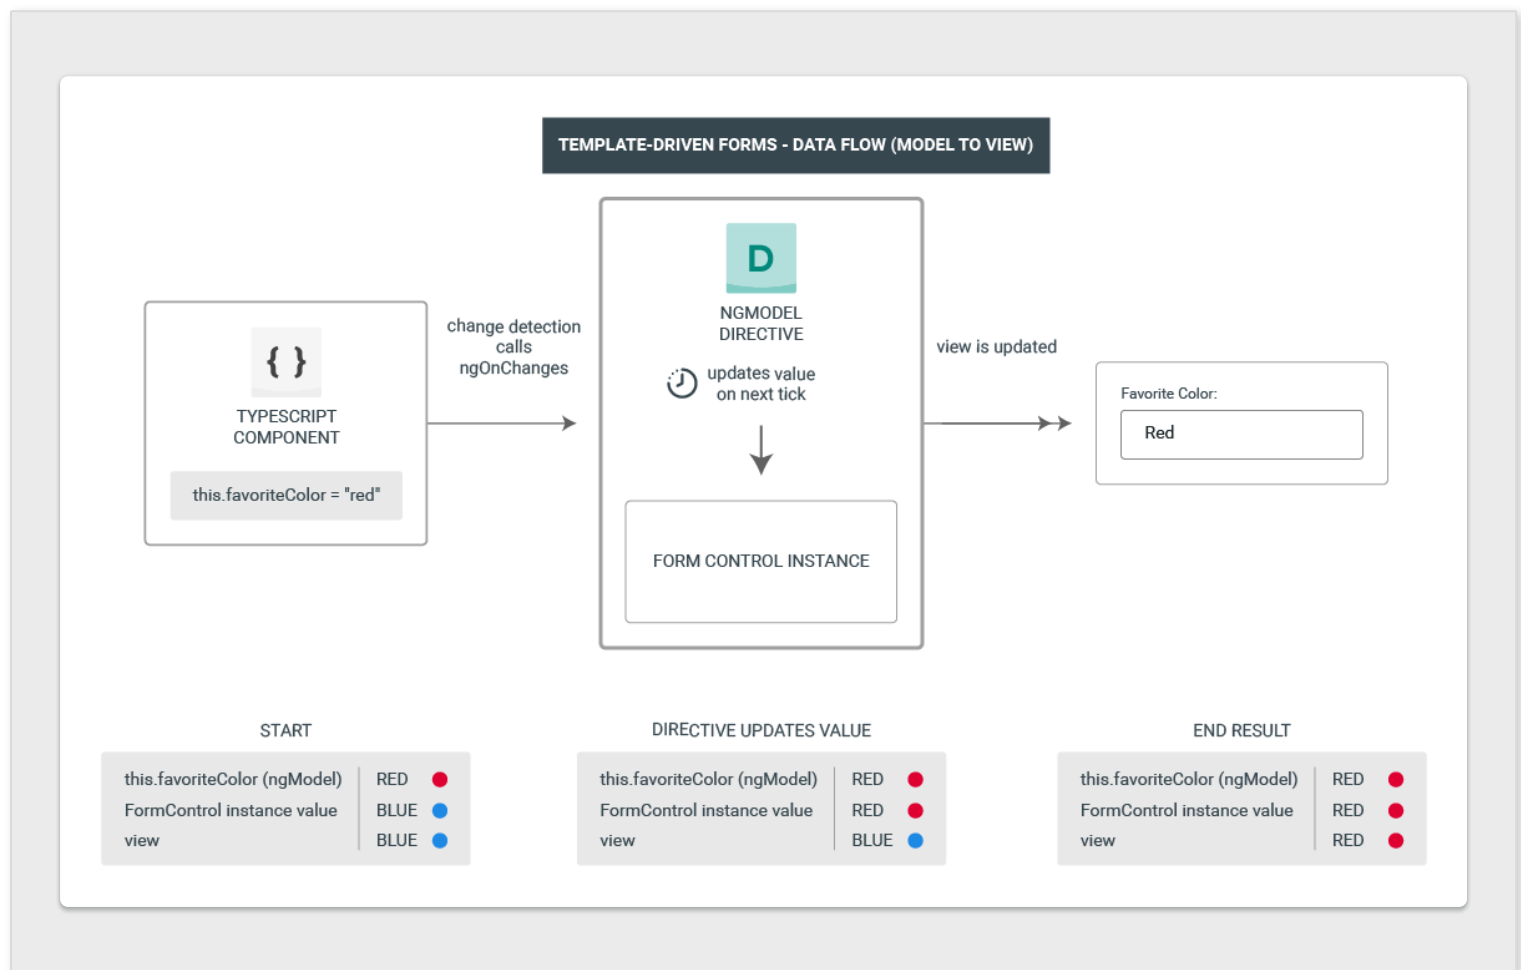 TEMPLATE-DRIVEN FORMS - DATA FLOW (MODEL TO VIEW)
{ }
TYPESCRIPT
COMPONENT
this.favoriteColor = "red"
change detection
calls
ngOnChanges
D
NGMODEL
DIRECTIVE
updates value
on next tick
FORM CONTROL INSTANCE
view is updated
Favorite Color:
Red
START
this.favoriteColor (ngModel) RED
FormControl instance value BLUE
view BLUE
DIRECTIVE UPDATES VALUE
this.favoriteColor (ngModel) RED
FormControl instance value RED
view BLUE
END RESULT
this.favoriteColor (ngModel) RED
FormControl instance value RED
view RED